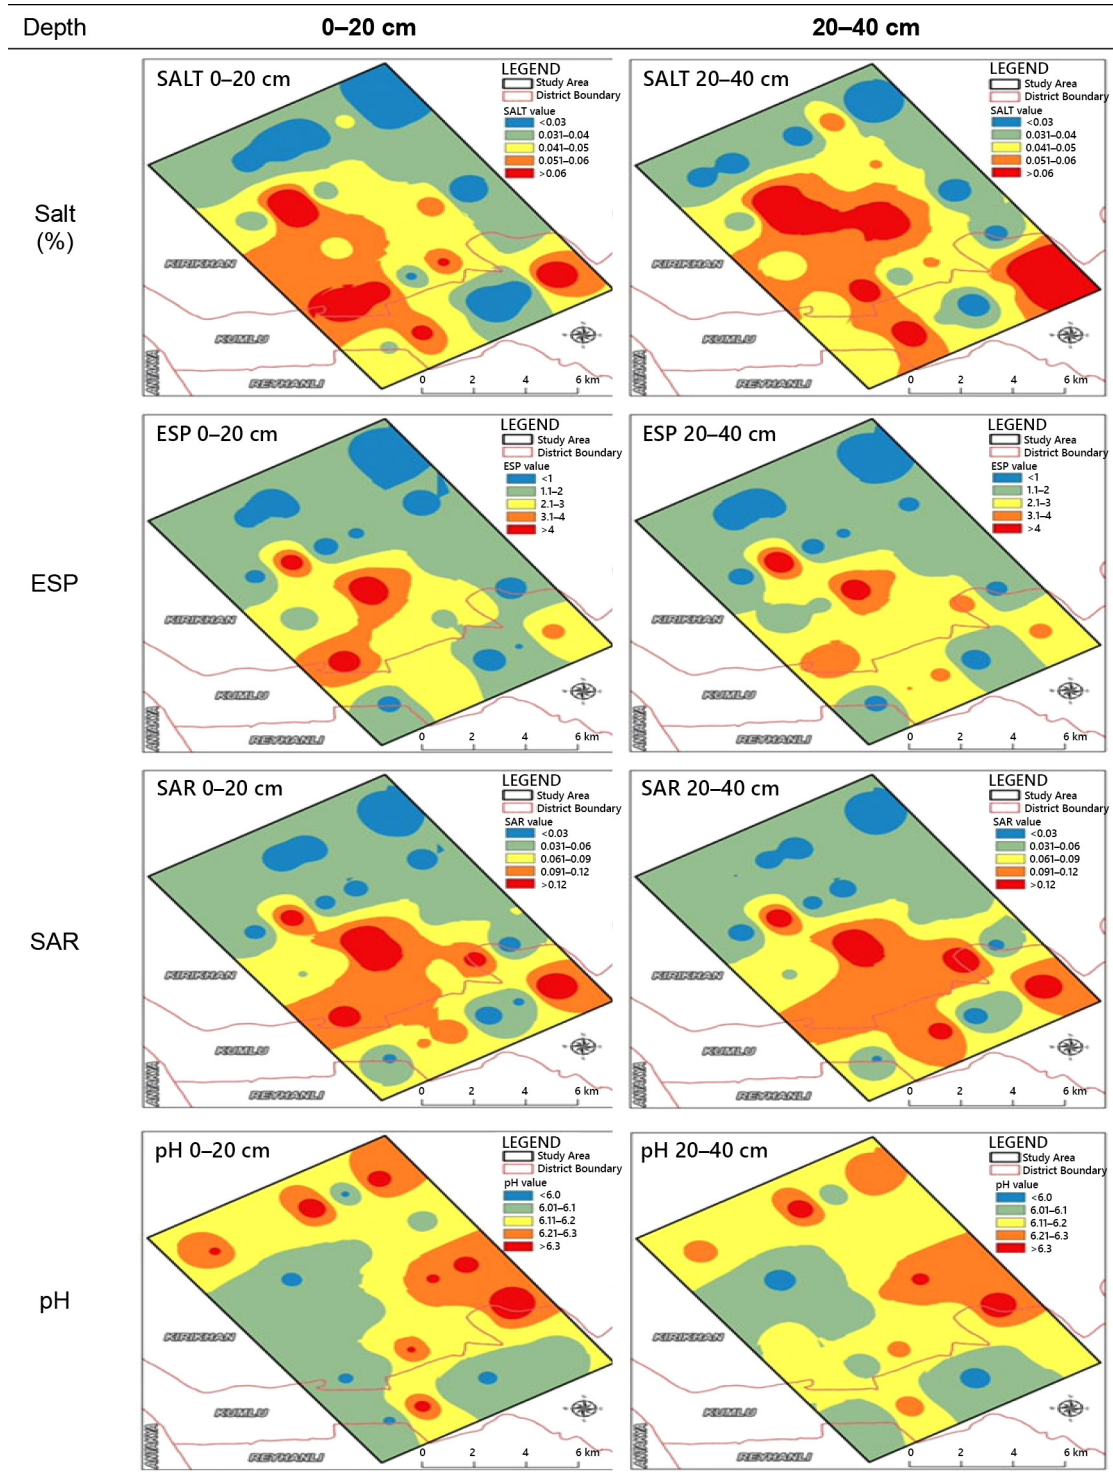 Depth 0–20 cm 20–40 cm
Salt
(%)
SALT 0–20 cm
LEGEND
Study Area
District Boundary
SALT value
<0.03
0.031–0.04
0.041–0.05
0.051–0.06
>0.06
KIRIKHAN
KUMLU
ANTAKYA
REYHANLI
0 2 4 6 km
SALT 20–40 cm
LEGEND
Study Area
District Boundary
SALT value
<0.03
0.031–0.04
0.041–0.05
0.051–0.06
>0.06
KIRIKHAN
KUMLU
ANTAKYA
REYHANLI
0 2 4 6 km
ESP
ESP 0–20 cm
LEGEND
Study Area
District Boundary
ESP value
<1
1.1–2
2.1–3
3.1–4
>4
KIRIKHAN
KUMLU
ANTAKYA
REYHANLI
0 2 4 6 km
ESP 20–40 cm
LEGEND
Study Area
District Boundary
ESP value
<1
1.1–2
2.1–3
3.1–4
>4
KIRIKHAN
KUMLU
ANTAKYA
REYHANLI
0 2 4 6 km
SAR
SAR 0–20 cm
LEGEND
Study Area
District Boundary
SAR value
<0.03
0.031–0.06
0.061–0.09
0.091–0.12
>0.12
KIRIKHAN
KUMLU
ANTAKYA
REYHANLI
0 2 4 6 km
SAR 20–40 cm
LEGEND
Study Area
District Boundary
SAR value
<0.03
0.031–0.06
0.061–0.09
0.091–0.12
>0.12
KIRIKHAN
KUMLU
ANTAKYA
REYHANLI
0 2 4 6 km
pH
pH 0–20 cm
LEGEND
Study Area
District Boundary
pH value
<6.0
6.01–6.1
6.11–6.2
6.21–6.3
>6.3
KIRIKHAN
KUMLU
ANTAKYA
REYHANLI
0 2 4 6 km
pH 20–40 cm
LEGEND
Study Area
District Boundary
pH value
<6.0
6.01–6.1
6.11–6.2
6.21–6.3
>6.3
KIRIKHAN
KUMLU
ANTAKYA
REYHANLI
0 2 4 6 km